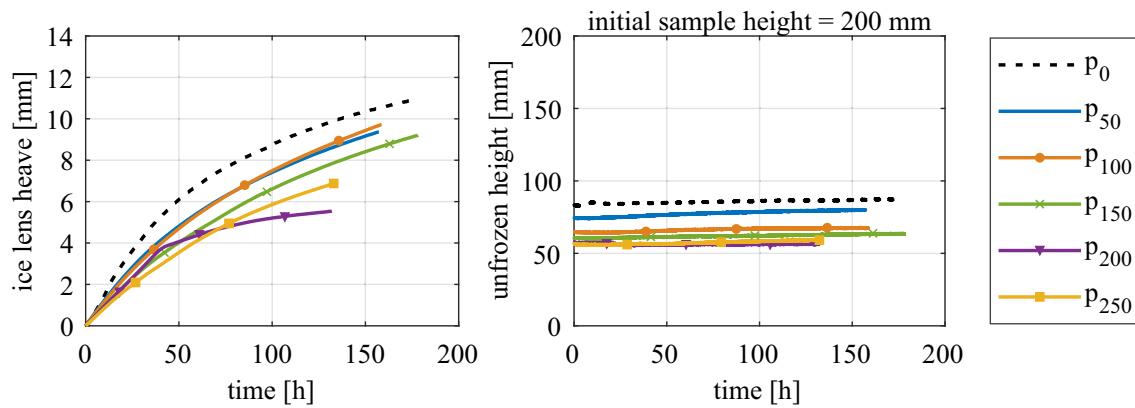 initial sample height = 200 mm
ice lens heave [mm]
14
12
10
8
6
4
2
0
0
50
100
150
200
time [h]
unfrozen height [mm]
200
150
100
50
0
0
50
100
150
200
time [h]
p0
p50
p100
p150
p200
p250